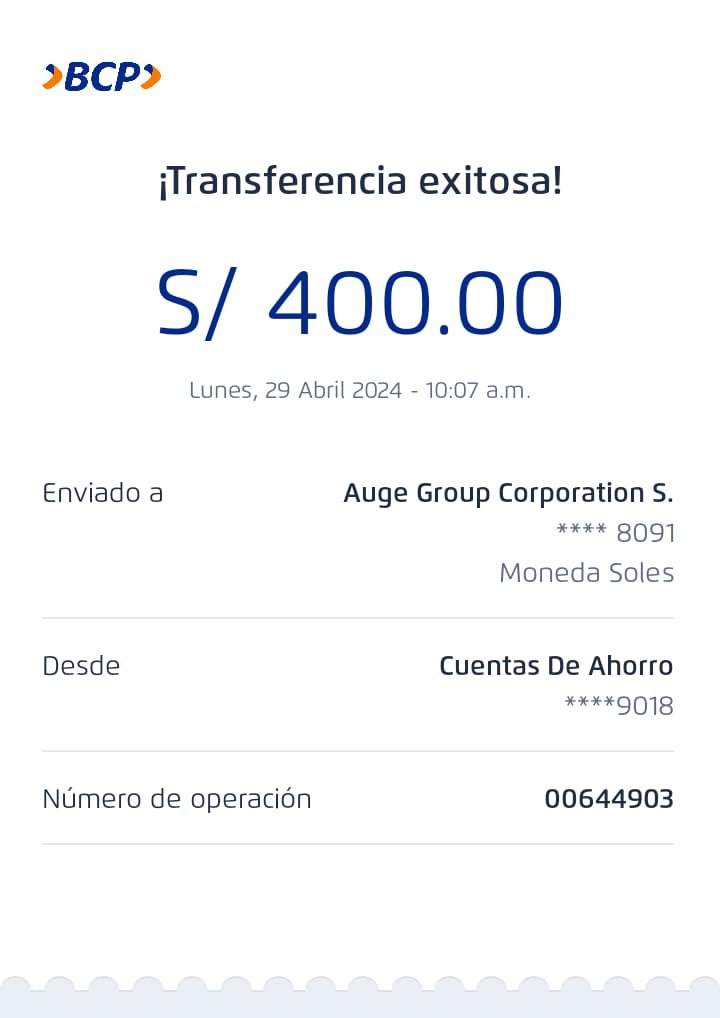 BCP
¡Transferencia exitosa!
S/ 400.00
Lunes, 29 Abril 2024 - 10:07 a.m.
Enviado a Auge Group Corporation S.
**** 8091
Moneda Soles
Desde Cuentas De Ahorro
****9018
Número de operación 00644903